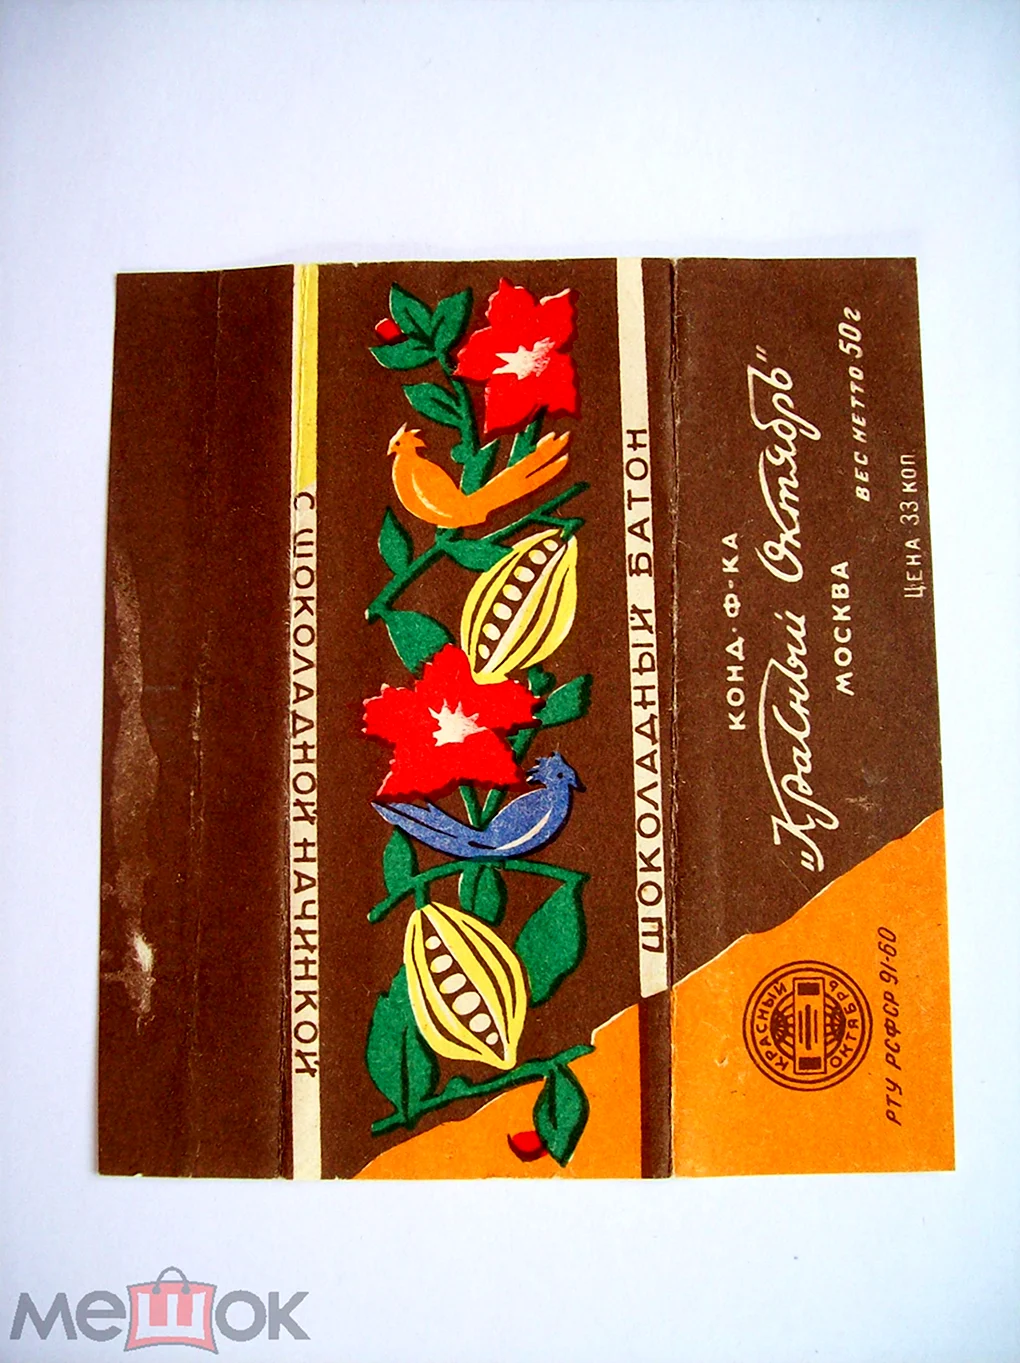 С ШОКОЛАДНОЙ НАЧИНКОЙ
ШОКОЛАДНЫЙ БАТОН
КОНД. Ф-КА
„Красный Октябрь"
МОСКВА
ВЕС НЕТТО 50г
ЦЕНА 33 КОП
КРАСНЫЙ
ОКТЯБРЬ
РТУ РСФСР 91-60
мешок